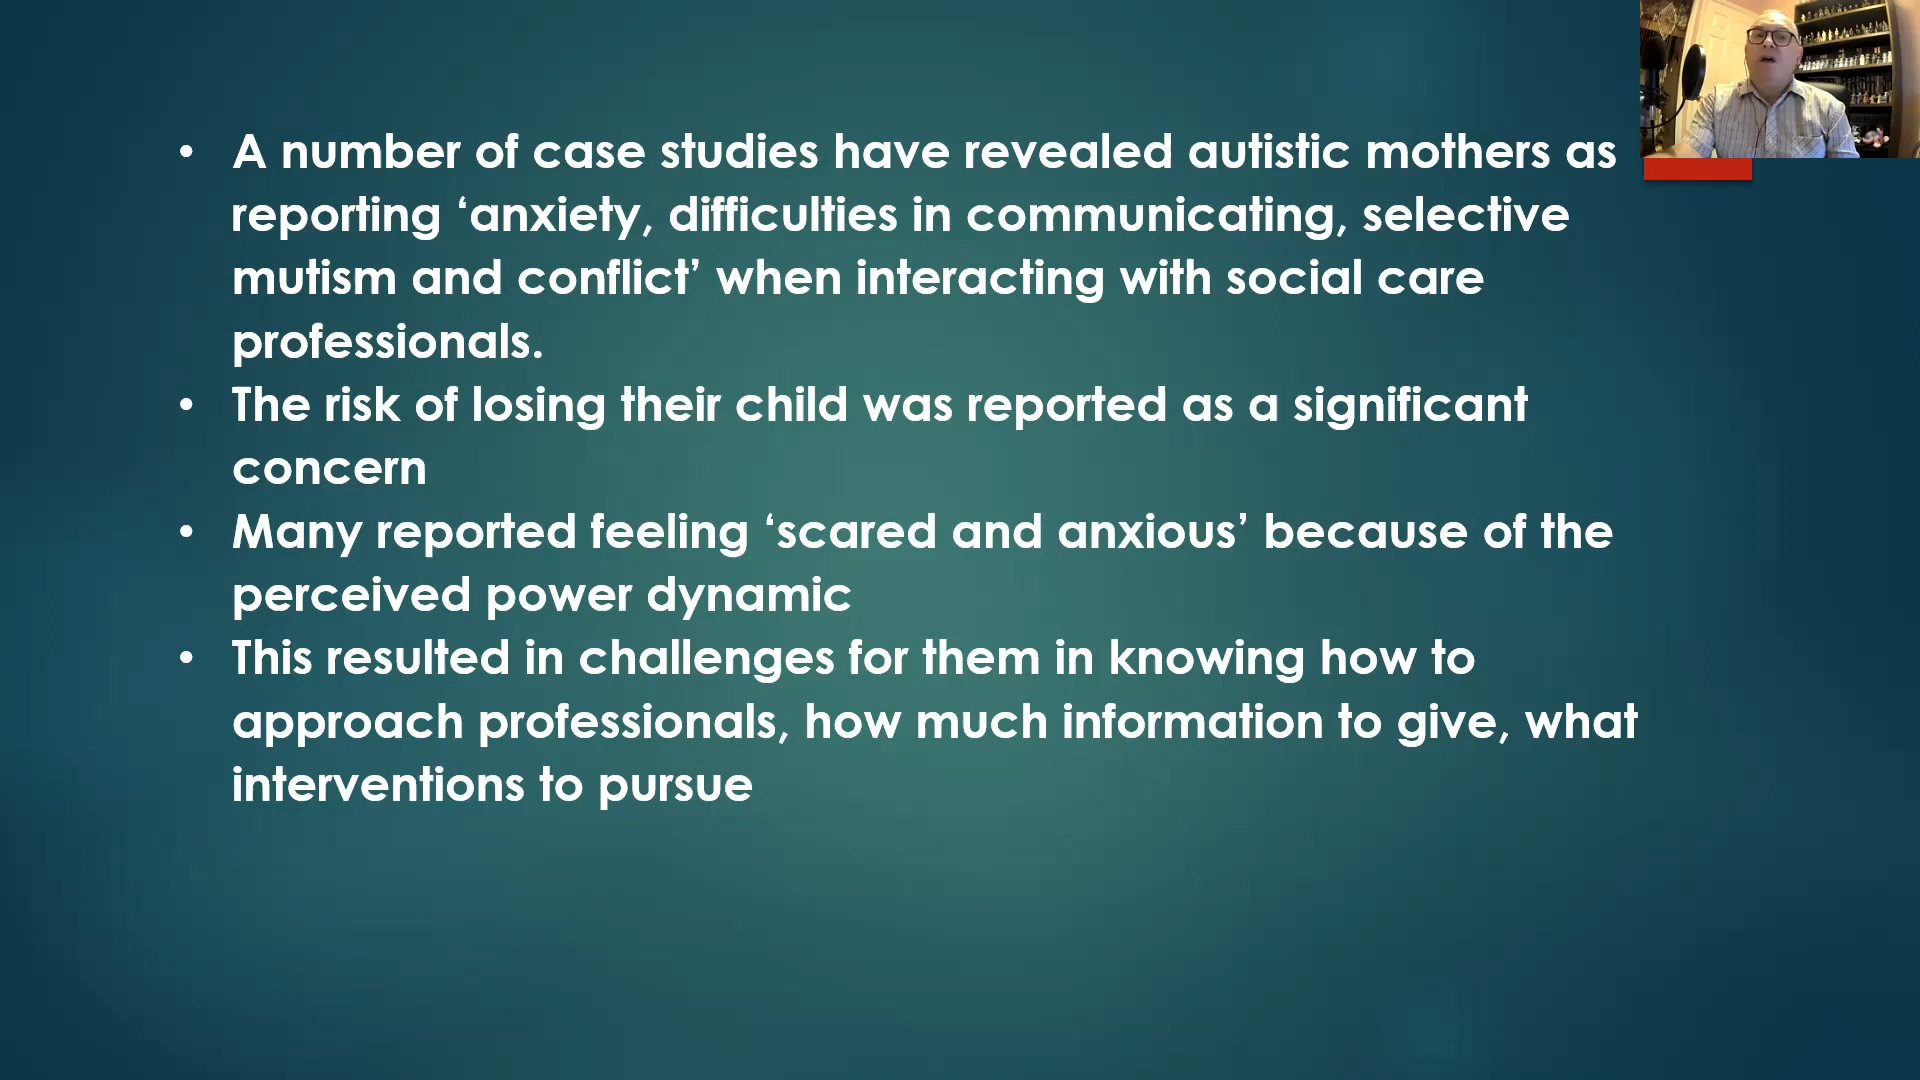 • A number of case studies have revealed autistic mothers as
reporting ‘anxiety, difficulties in communicating, selective
mutism and conflict’ when interacting with social care
professionals.
• The risk of losing their child was reported as a significant
concern
• Many reported feeling ‘scared and anxious’ because of the
perceived power dynamic
• This resulted in challenges for them in knowing how to
approach professionals, how much information to give, what
interventions to pursue